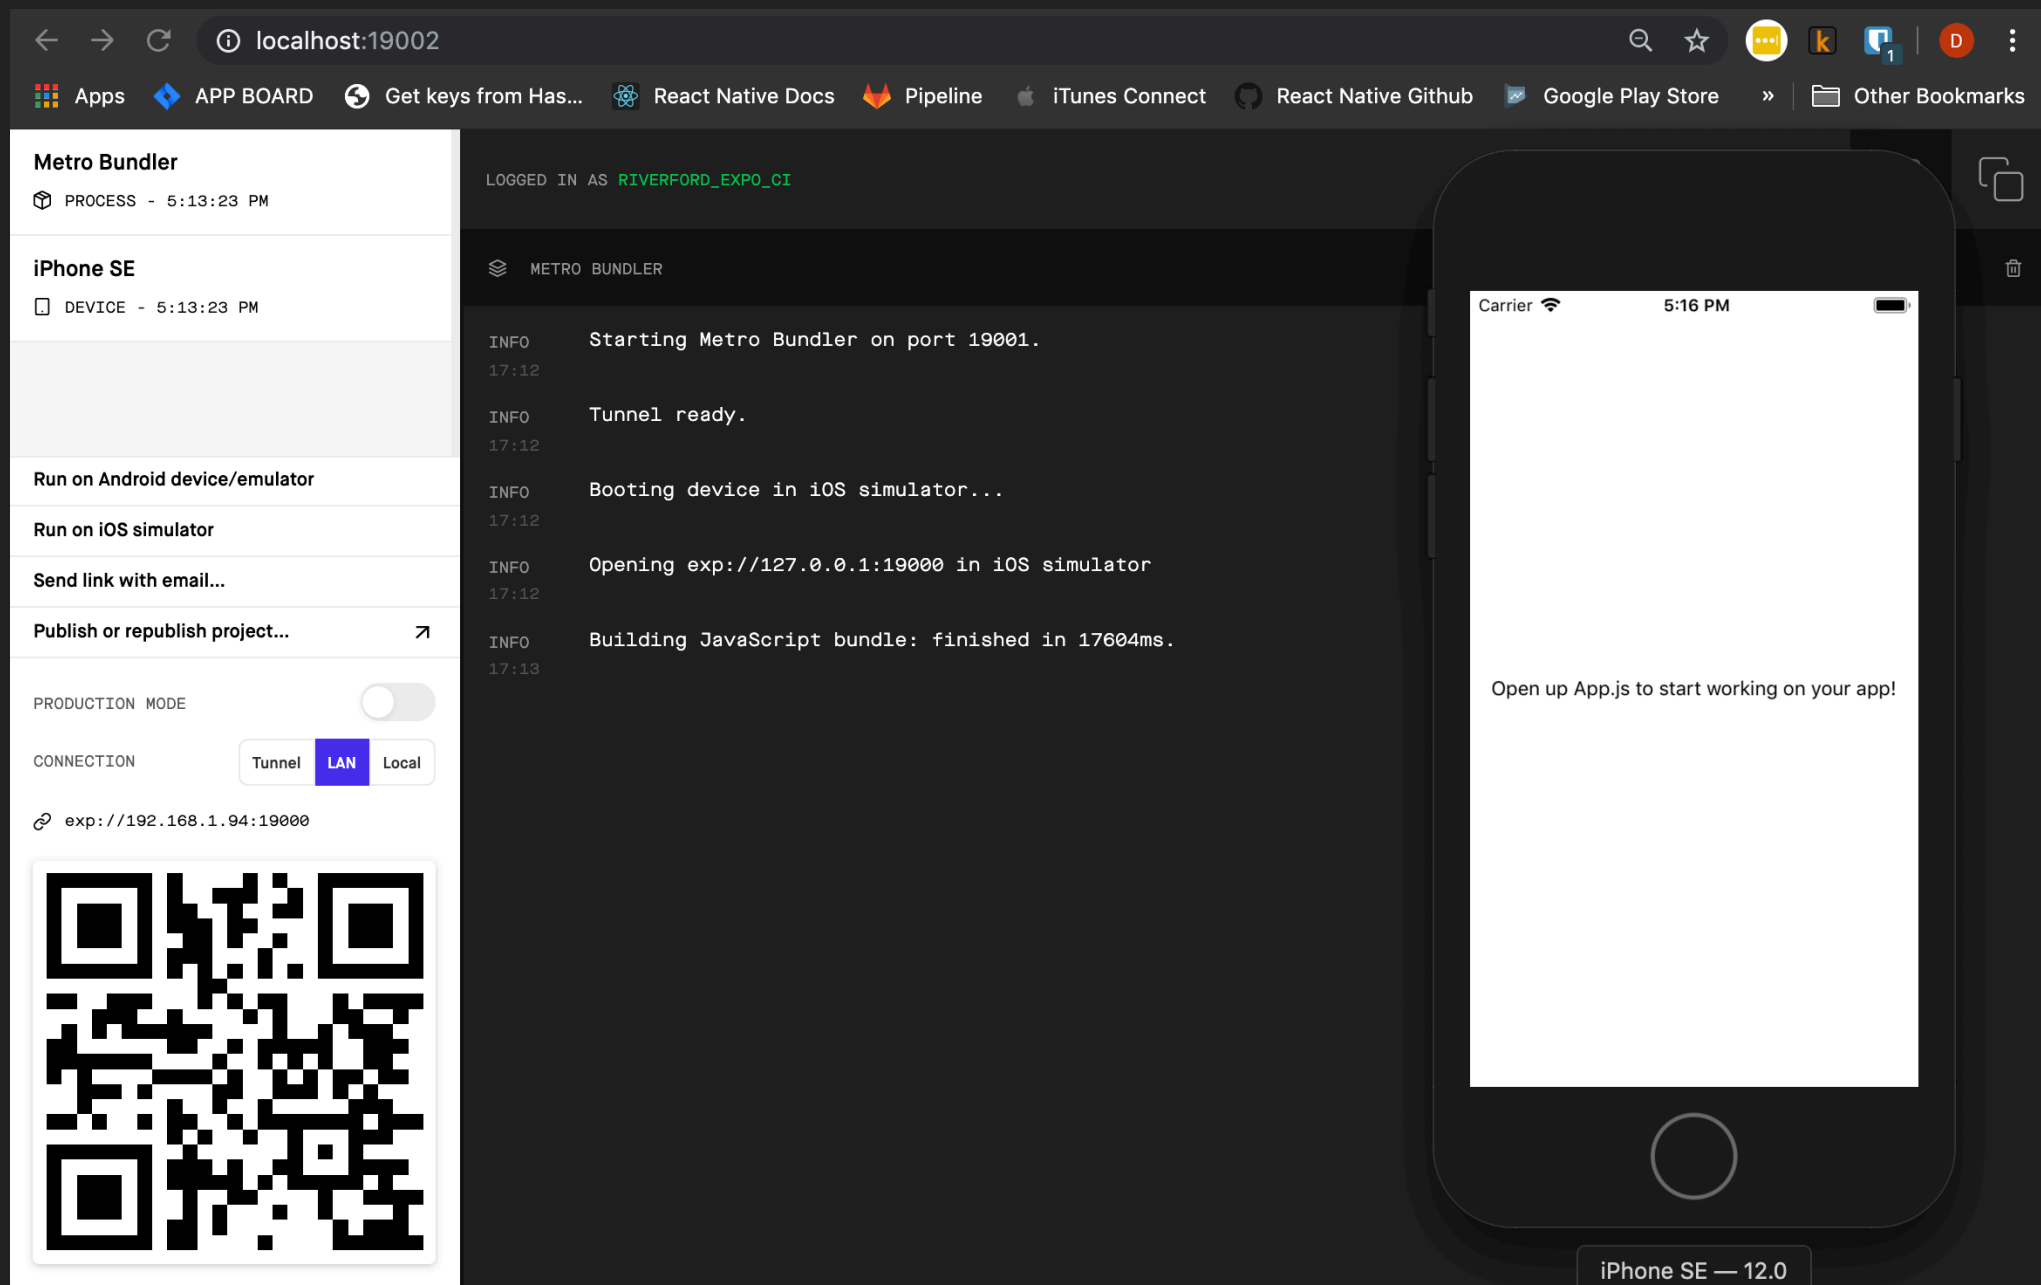 localhost:19002
k
1
D
Apps
APP BOARD
Get keys from Has...
React Native Docs
Pipeline
iTunes Connect
React Native Github
Google Play Store
»
Other Bookmarks
Metro Bundler
PROCESS - 5:13:23 PM
iPhone SE
DEVICE - 5:13:23 PM
Run on Android device/emulator
Run on iOS simulator
Send link with email...
Publish or republish project...
PRODUCTION MODE
CONNECTION
Tunnel
LAN
Local
exp://192.168.1.94:19000
LOGGED IN AS RIVERFORD_EXPO_CI
METRO BUNDLER
INFO Starting Metro Bundler on port 19001.
17:12
INFO Tunnel ready.
17:12
INFO Booting device in iOS simulator...
17:12
INFO Opening exp://127.0.0.1:19000 in iOS simulator
17:12
INFO Building JavaScript bundle: finished in 17604ms.
17:13
Carrier
5:16 PM
Open up App.js to start working on your app!
iPhone SE — 12.0